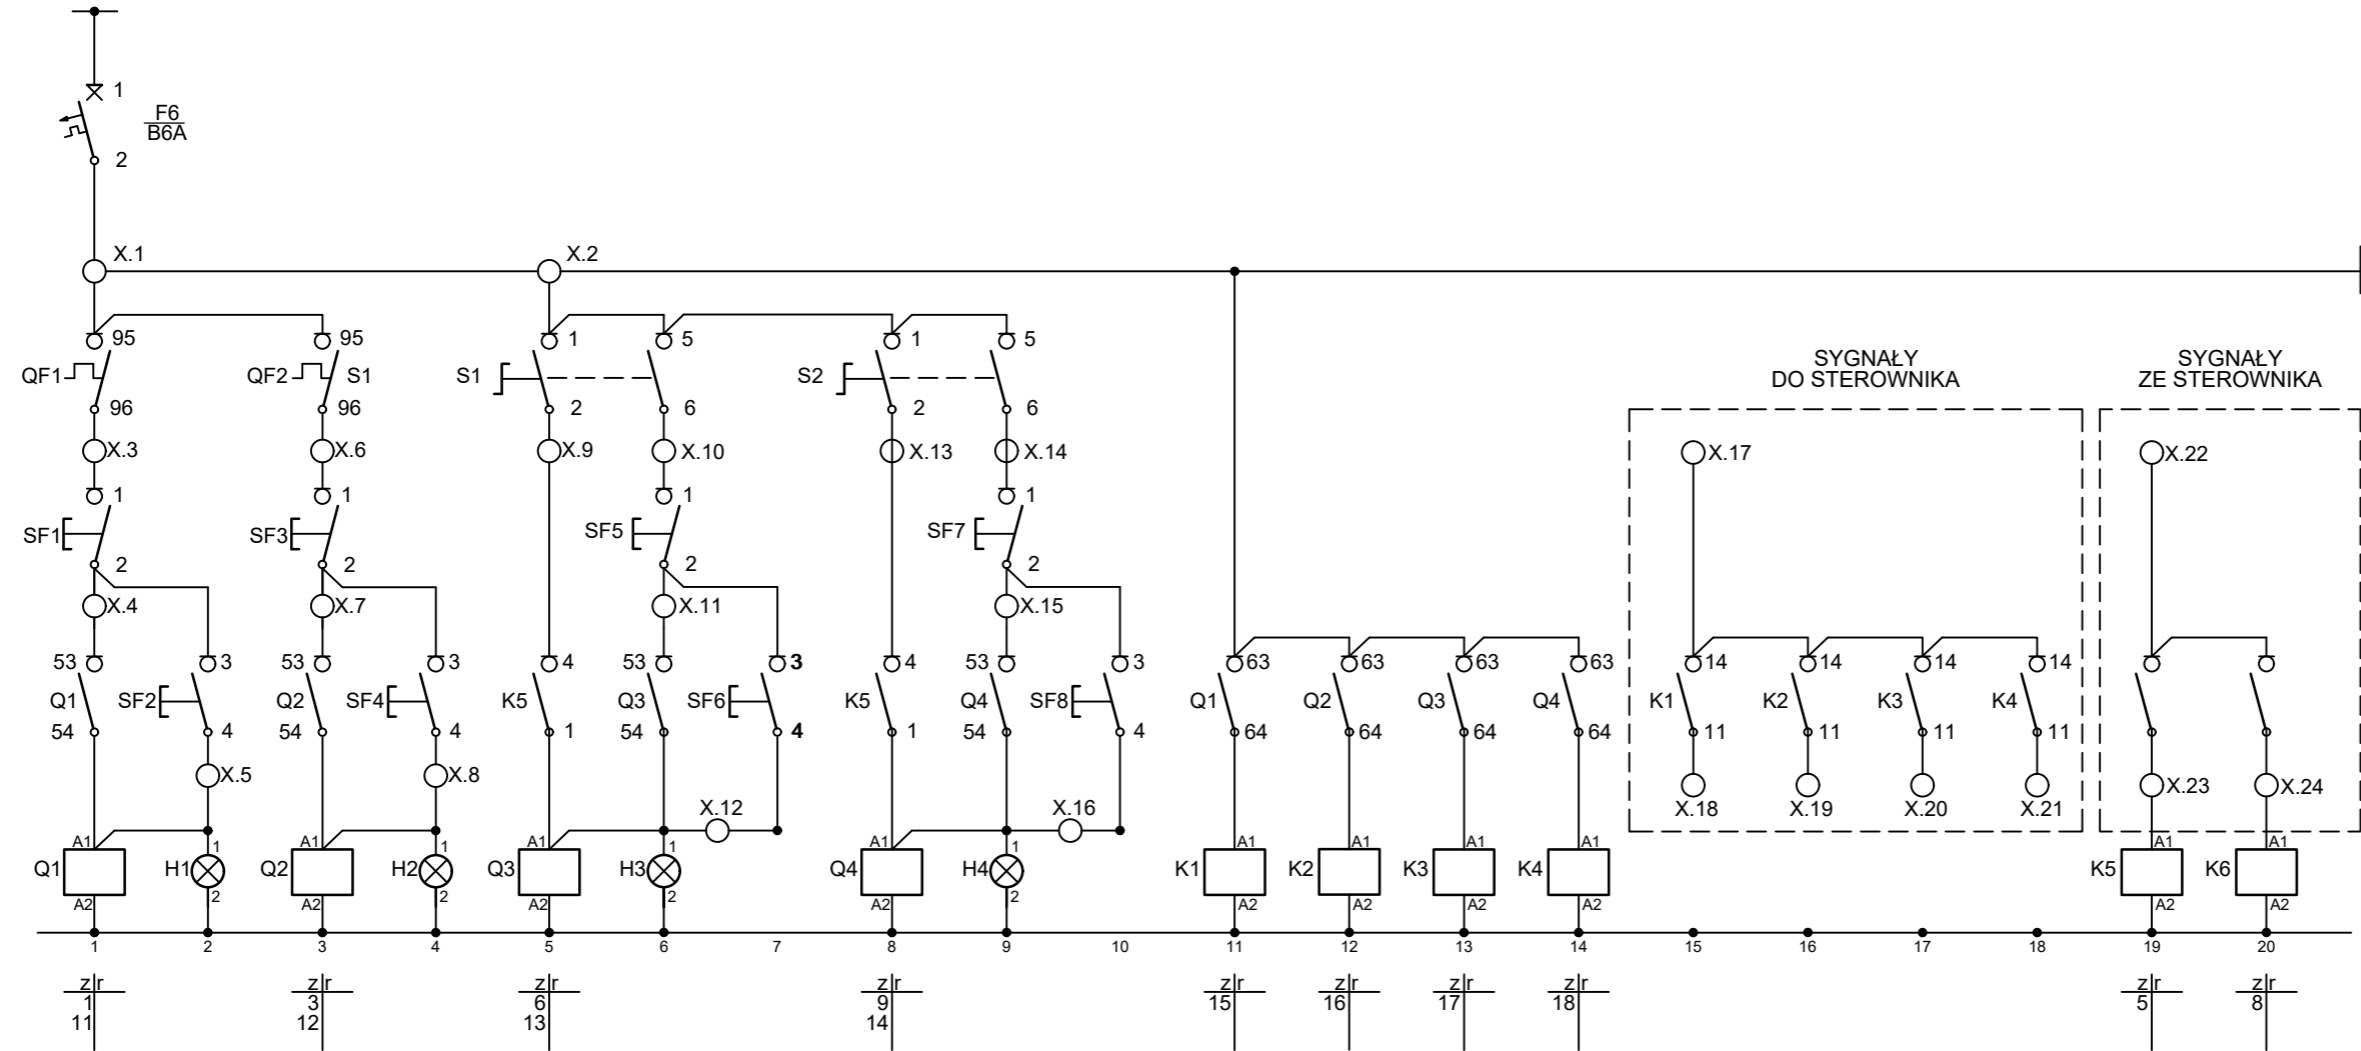 1
F6
B6A
2
X.1
X.2
95
95
1
5
1
5
QF1
QF2
S1
S1
S2
SYGNAŁY
DO STEROWNIKA
SYGNAŁY
ZE STEROWNIKA
96
96
2
6
2
6
X.3
X.6
X.9
X.10
X.13
X.14
X.17
X.22
1
1
1
1
SF1
SF3
SF5
SF7
2
2
2
2
X.4
X.7
X.11
X.15
53
3
53
3
4
53
3
4
53
3
63
63
63
63
14
14
14
14
Q1
SF2
Q2
SF4
K5
Q3
SF6
K5
Q4
SF8
Q1
Q2
Q3
Q4
K1
K2
K3
K4
54
4
54
4
1
54
4
1
54
4
64
64
64
64
11
11
11
11
X.5
X.8
X.23
X.24
X.12
X.16
X.18
X.19
X.20
X.21
A1
1
A1
1
A1
1
A1
1
A1
A1
A1
A1
A1
A1
Q1
H1
Q2
H2
Q3
H3
Q4
H4
K1
K2
K3
K4
K5
K6
A2
2
A2
2
A2
2
A2
2
A2
A2
A2
A2
A2
A2
1
2
3
4
5
6
7
8
9
10
11
12
13
14
15
16
17
18
19
20
z r
z r
z r
z r
z r
z r
z r
z r
z r
z r
1
3
6
9
15
16
17
18
5
8
11
12
13
14